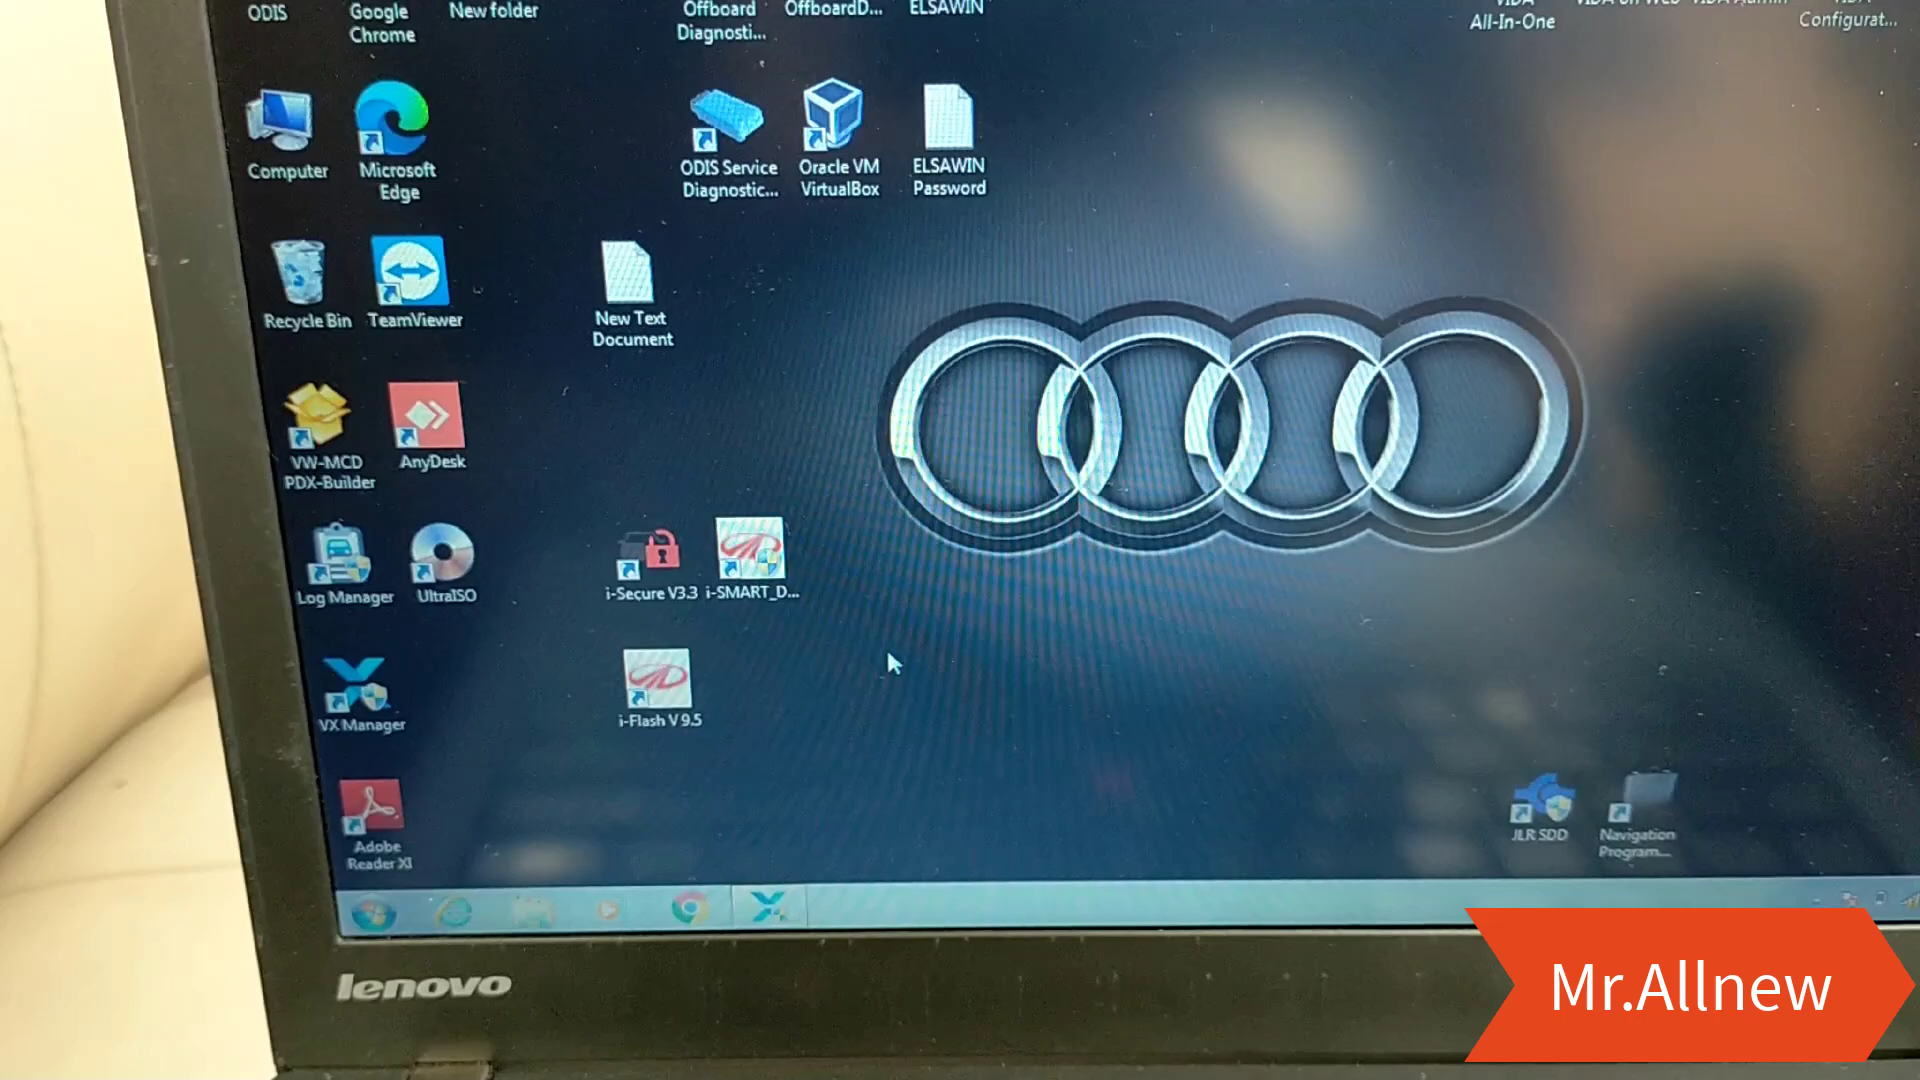 ODIS
Google
Chrome
New folder
Offboard
Diagnosti...
OffboardD...
ELSAWIN
All-In-One
Configurat...
Computer
Microsoft
Edge
ODIS Service
Diagnostic...
Oracle VM
VirtualBox
ELSAWIN
Password
Recycle Bin
TeamViewer
New Text
Document
VW-MCD
PDX-Builder
AnyDesk
Log Manager
UltraISO
i-Secure V3.3
i-SMART_D...
VX Manager
i-Flash V 9.5
Adobe
Reader XI
JLR SDD
Navigation
Program...
lenovo
Mr.Allnew